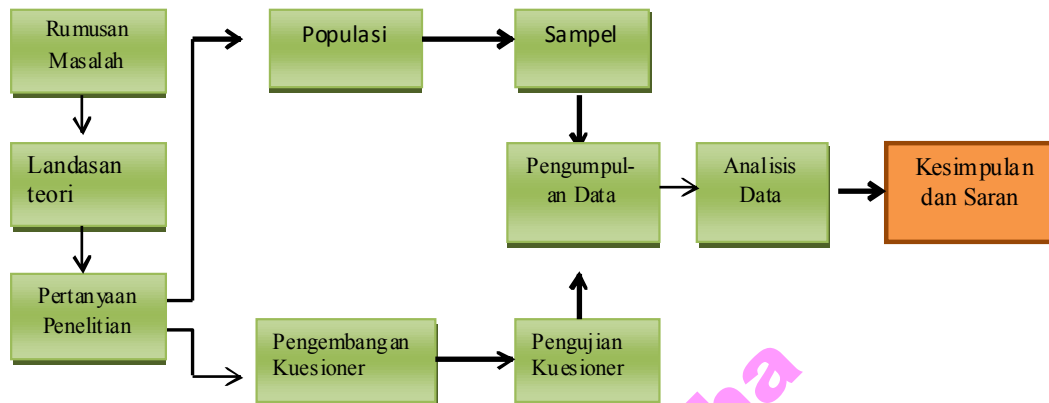 Rumusan
Masalah
Populasi
Sampel
Landasan
teori
Pengumpul-
an Data
Analisis
Data
Kesimpulan
dan Saran
Pertanyaan
Penelitian
Pengembangan
Kuesioner
Pengujian
Kuesioner